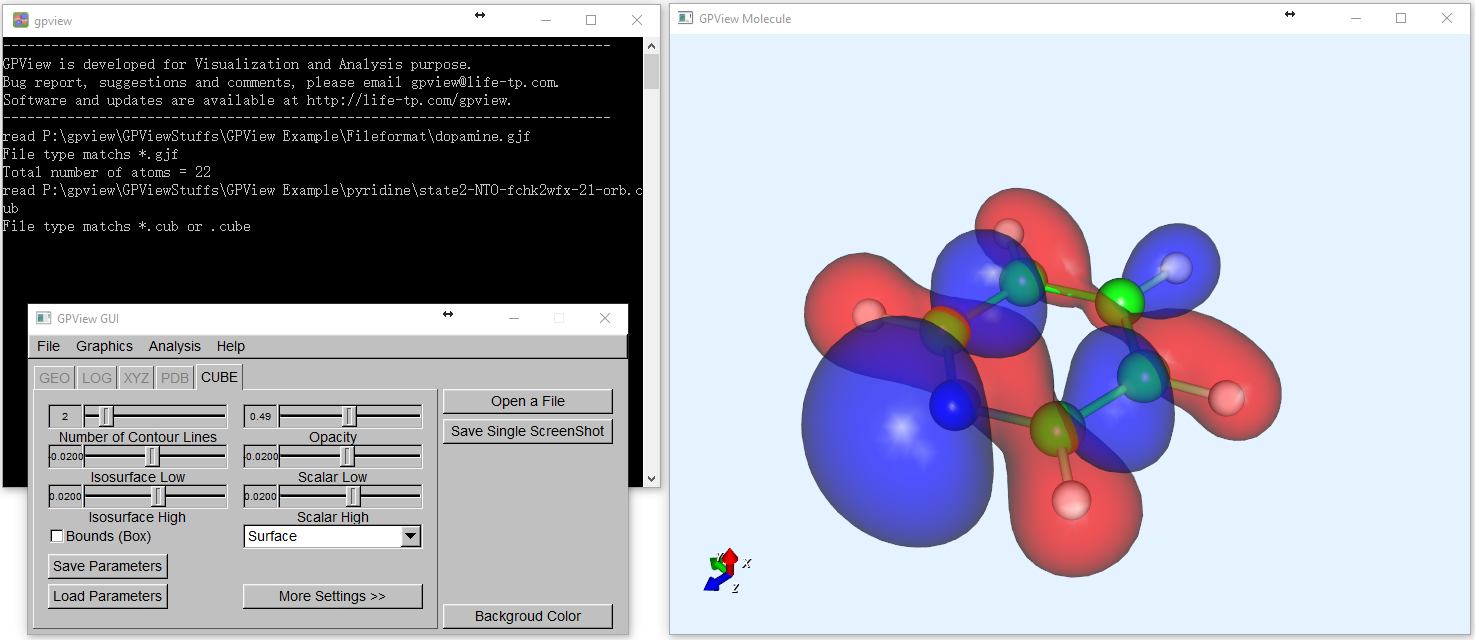 gpview
-----------------------------------------------------------------------------
GPView is developed for Visualization and Analysis purpose.
Bug report, suggestions and comments, please email gpview@life-tp.com.
Software and updates are available at http://life-tp.com/gpview.
-----------------------------------------------------------------------------
read P:\gpview\GPViewStuffs\GPView Example\Fileformat\dopamine.gjf
File type matchs *.gjf
Total number of atoms = 22
read P:\gpview\GPViewStuffs\GPView Example\pyridine\state2-NTO-fchk2wfx-21-orb.c
ub
File type matchs *.cub or .cube
GPView GUI
File Graphics Analysis Help
GEO LOG XYZ PDB CUBE
2 0.49
Number of Contour Lines Opacity
-0.0200 -0.0200
Isosurface Low Scalar Low
0.0200 0.0200
Isosurface High Scalar High
Bounds (Box) Surface
Save Parameters
Load Parameters More Settings >>
Open a File
Save Single ScreenShot
Backgroud Color
GPView Molecule
Y
X
Z